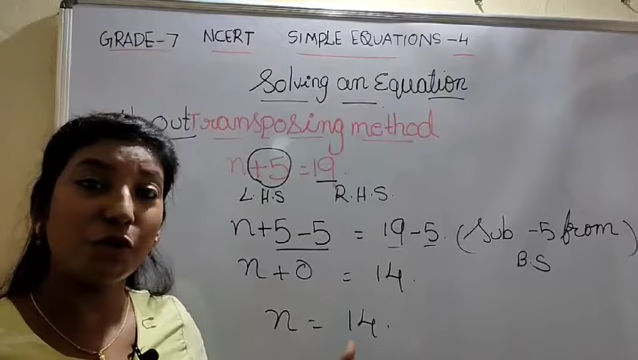 GRADE-7 NCERT SIMPLE EQUATIONS-4
Solving an Equation
out Transposing method
n+5=19.
L.H.S R.H.S.
n+5-5 = 19-5. (Sub. -5 from
B.S)
n+0 = 14.
n = 14.